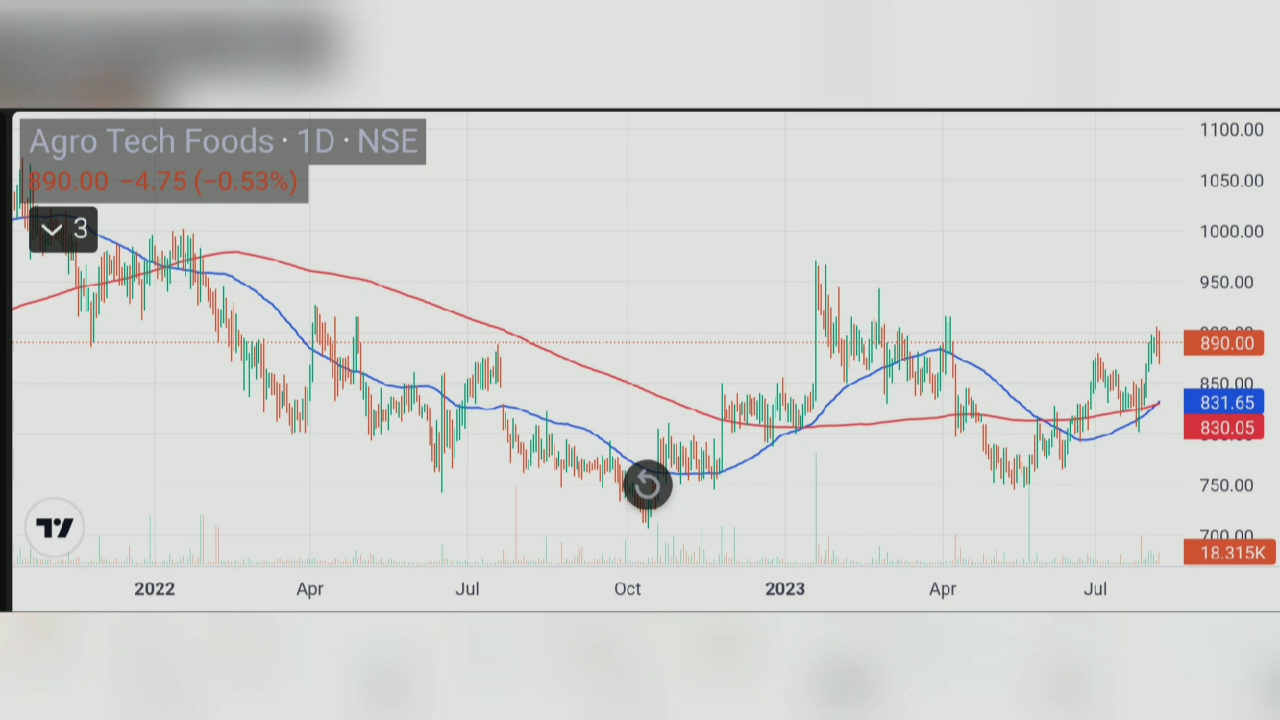 Agro Tech Foods · 1D · NSE
890.00 −4.75 (−0.53%)
3
1100.00
1050.00
1000.00
950.00
890.00
850.00
831.65
830.05
750.00
700.00
18.315K
2022 Apr Jul Oct 2023 Apr Jul